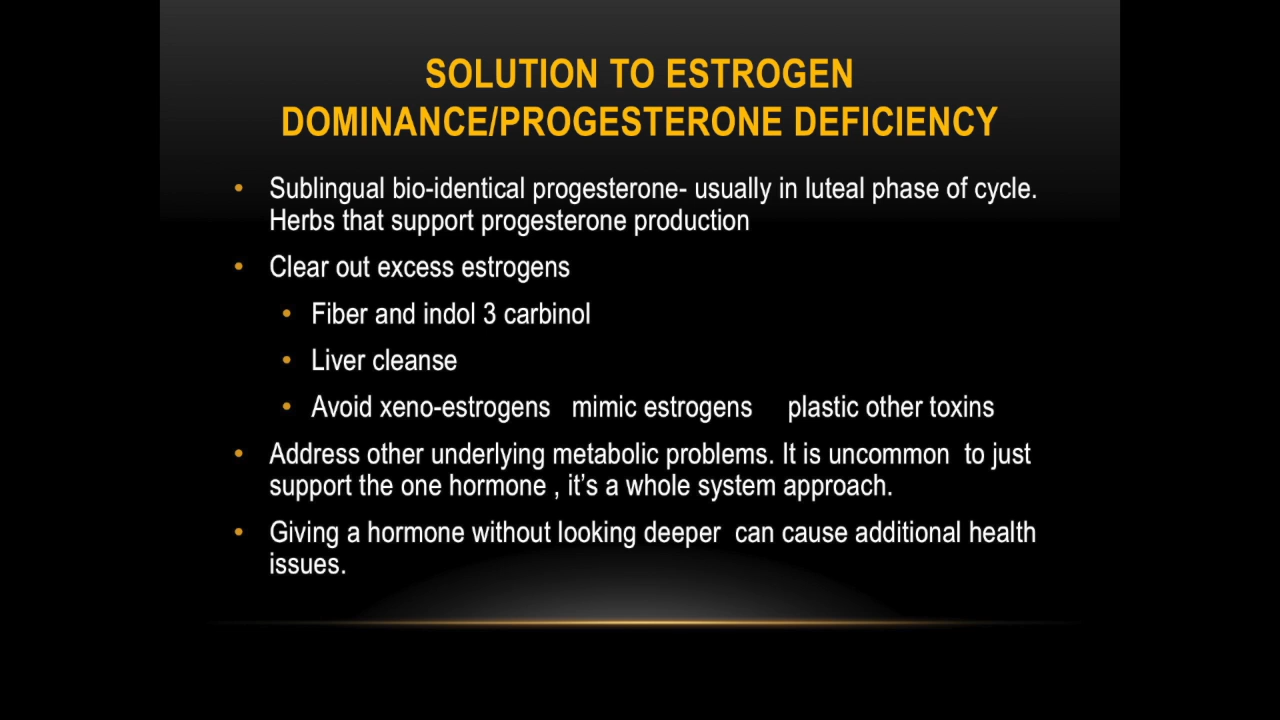 SOLUTION TO ESTROGEN
DOMINANCE/PROGESTERONE DEFICIENCY
• Sublingual bio-identical progesterone- usually in luteal phase of cycle.
Herbs that support progesterone production
• Clear out excess estrogens
• Fiber and indol 3 carbinol
• Liver cleanse
• Avoid xeno-estrogens   mimic estrogens     plastic other toxins
• Address other underlying metabolic problems. It is uncommon  to just
support the one hormone , it’s a whole system approach.
• Giving a hormone without looking deeper  can cause additional health
issues.